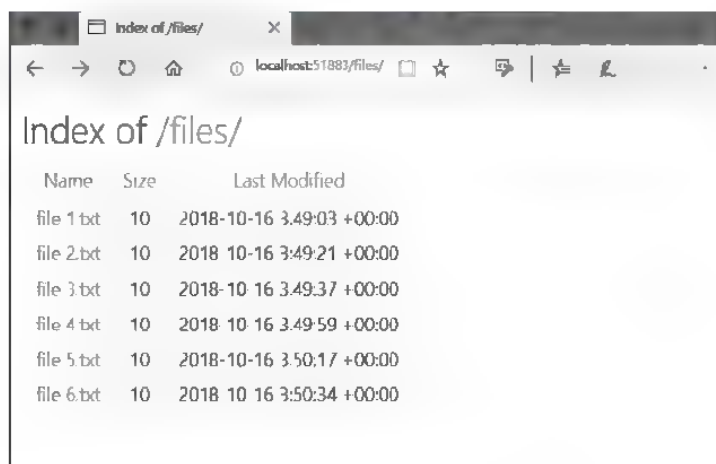 Index of /files/
localhost:51883/files/
Index of /files/
Name Size Last Modified
file 1.txt 10 2018-10-16 3:49:03 +00:00
file 2.txt 10 2018-10-16 3:49:21 +00:00
file 3.txt 10 2018-10-16 3:49:37 +00:00
file 4.txt 10 2018-10-16 3:49:59 +00:00
file 5.txt 10 2018-10-16 3:50:17 +00:00
file 6.txt 10 2018-10-16 3:50:34 +00:00